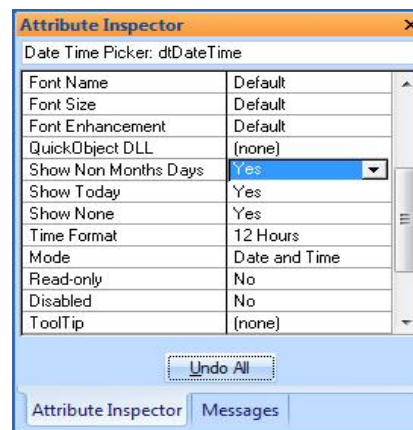 Attribute Inspector
Date Time Picker: dtDateTime
Font Name Default
Font Size Default
Font Enhancement Default
QuickObject DLL (none)
Show Non Months Days Yes
Show Today Yes
Show None Yes
Time Format 12 Hours
Mode Date and Time
Read-only No
Disabled No
ToolTip (none)
Undo All
Attribute Inspector Messages